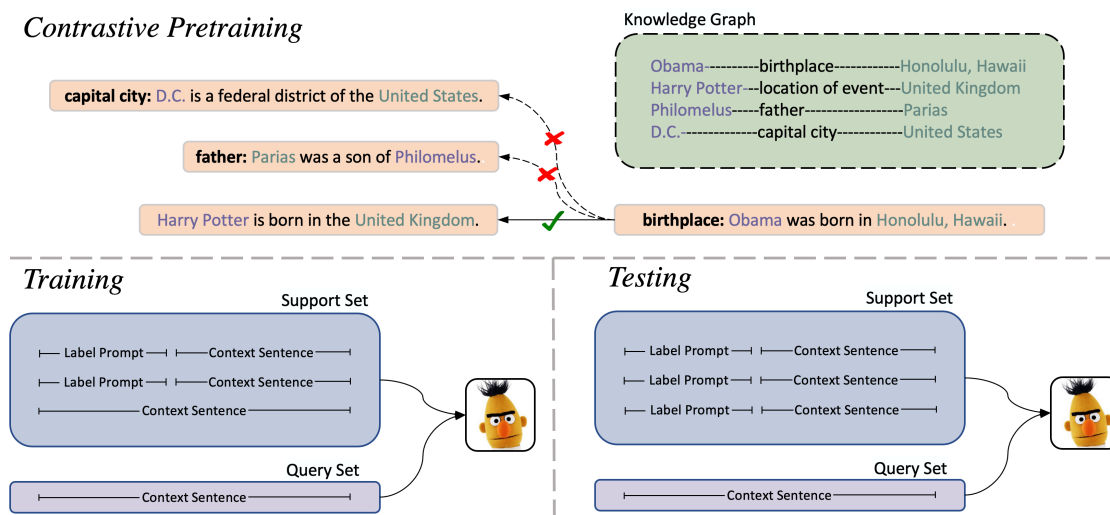 Contrastive Pretraining
Knowledge Graph
Obama-----------birthplace-------------Honolulu, Hawaii
Harry Potter---location of event---United Kingdom
Philomelus-----father-------------------Parias
D.C.--------------capital city------------United States
capital city: D.C. is a federal district of the United States.
father: Parias was a son of Philomelus.
Harry Potter is born in the United Kingdom.
birthplace: Obama was born in Honolulu, Hawaii.
Training
Support Set
Label Prompt Context Sentence
Label Prompt Context Sentence
Context Sentence
Query Set
Context Sentence
Testing
Support Set
Label Prompt Context Sentence
Label Prompt Context Sentence
Label Prompt Context Sentence
Query Set
Context Sentence